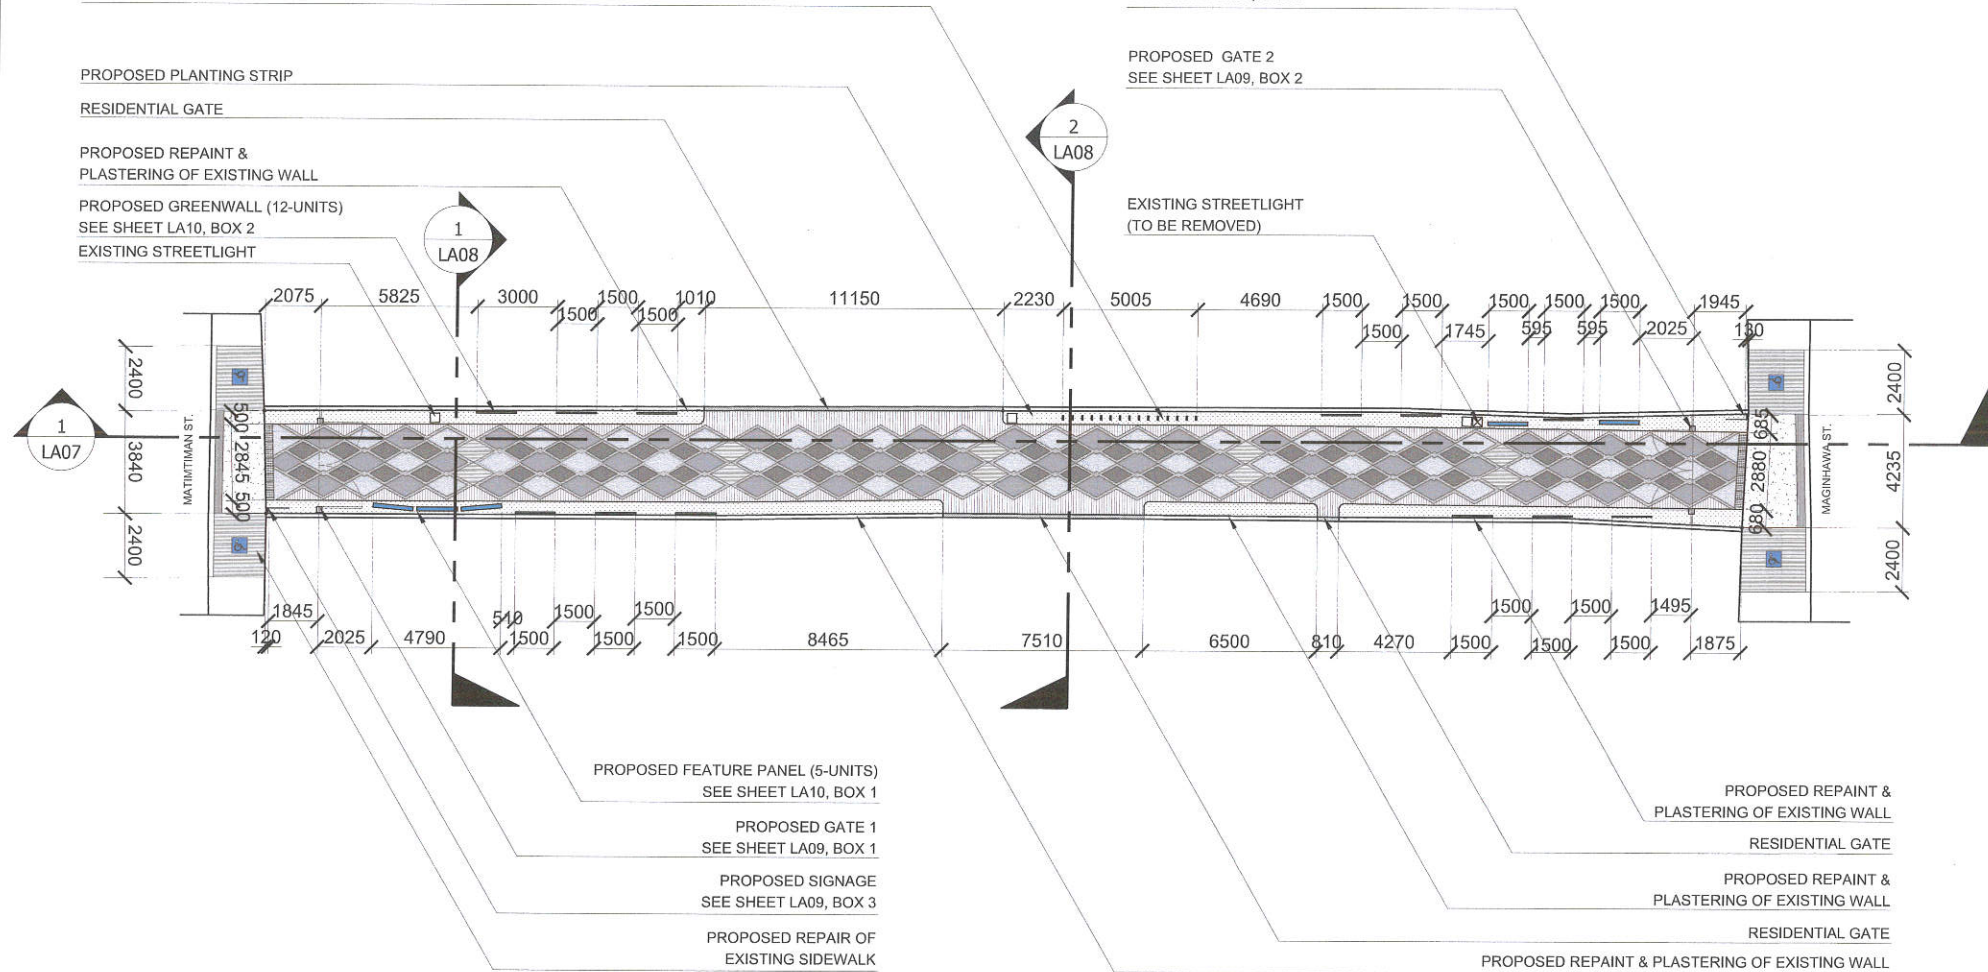 PROPOSED PLANTING STRIP
RESIDENTIAL GATE
PROPOSED REPAINT &
PLASTERING OF EXISTING WALL
PROPOSED GREENWALL (12-UNITS)
SEE SHEET LA10, BOX 2
EXISTING STREETLIGHT
PROPOSED GATE 2
SEE SHEET LA09, BOX 2
EXISTING STREETLIGHT
(TO BE REMOVED)
1
LA08
2
LA08
2075 5825 3000 1500 1010 11150 2230 5005 4690 1500 1500 1500 1500 1500 1945
1500 1500 1500 1745 595 595 2025 130
1
LA07
2400
3840
2400
MATIMTIMAN ST.
500
2845
500
685
2880
680
MAGINHAWA ST.
2400
4235
2400
1845 510 1500 1500 1500 1500 1495
120 2025 4790 1500 1500 1500 8465 7510 6500 810 4270 1500 1500 1500 1875
PROPOSED FEATURE PANEL (5-UNITS)
SEE SHEET LA10, BOX 1
PROPOSED GATE 1
SEE SHEET LA09, BOX 1
PROPOSED SIGNAGE
SEE SHEET LA09, BOX 3
PROPOSED REPAIR OF
EXISTING SIDEWALK
PROPOSED REPAINT &
PLASTERING OF EXISTING WALL
RESIDENTIAL GATE
PROPOSED REPAINT &
PLASTERING OF EXISTING WALL
RESIDENTIAL GATE
PROPOSED REPAINT & PLASTERING OF EXISTING WALL